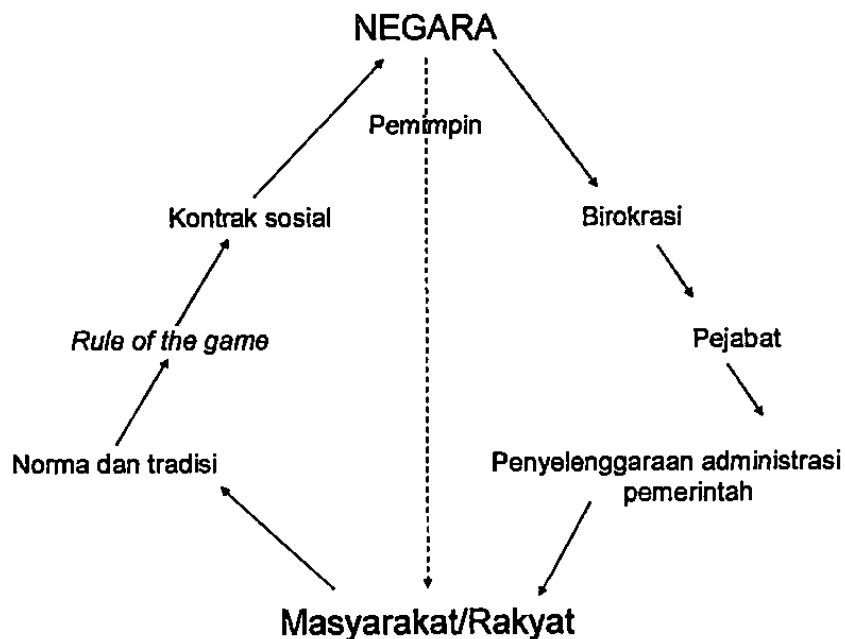 NEGARA
Pemimpin
Kontrak sosial
Birokrasi
Rule of the game
Pejabat
Norma dan tradisi
Penyelenggaraan administrasi
pemerintah
Masyarakat/Rakyat